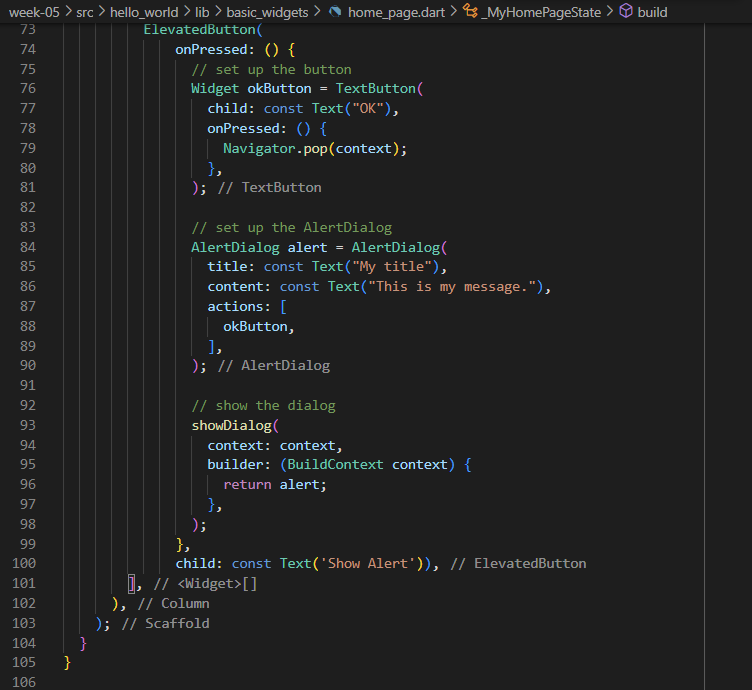 week-05 > src > hello_world > lib > basic_widgets > home_page.dart > _MyHomePageState > build
73 ElevatedButton(
74 onPressed: () {
75 // set up the button
76 Widget okButton = TextButton(
77 child: const Text("OK"),
78 onPressed: () {
79 Navigator.pop(context);
80 },
81 ); // TextButton
82
83 // set up the AlertDialog
84 AlertDialog alert = AlertDialog(
85 title: const Text("My title"),
86 content: const Text("This is my message."),
87 actions: [
88 okButton,
89 ],
90 ); // AlertDialog
91
92 // show the dialog
93 showDialog(
94 context: context,
95 builder: (BuildContext context) {
96 return alert;
97 },
98 );
99 },
100 child: const Text('Show Alert')), // ElevatedButton
101 ], // <Widget>[]
102 ), // Column
103 ); // Scaffold
104 }
105 }
106